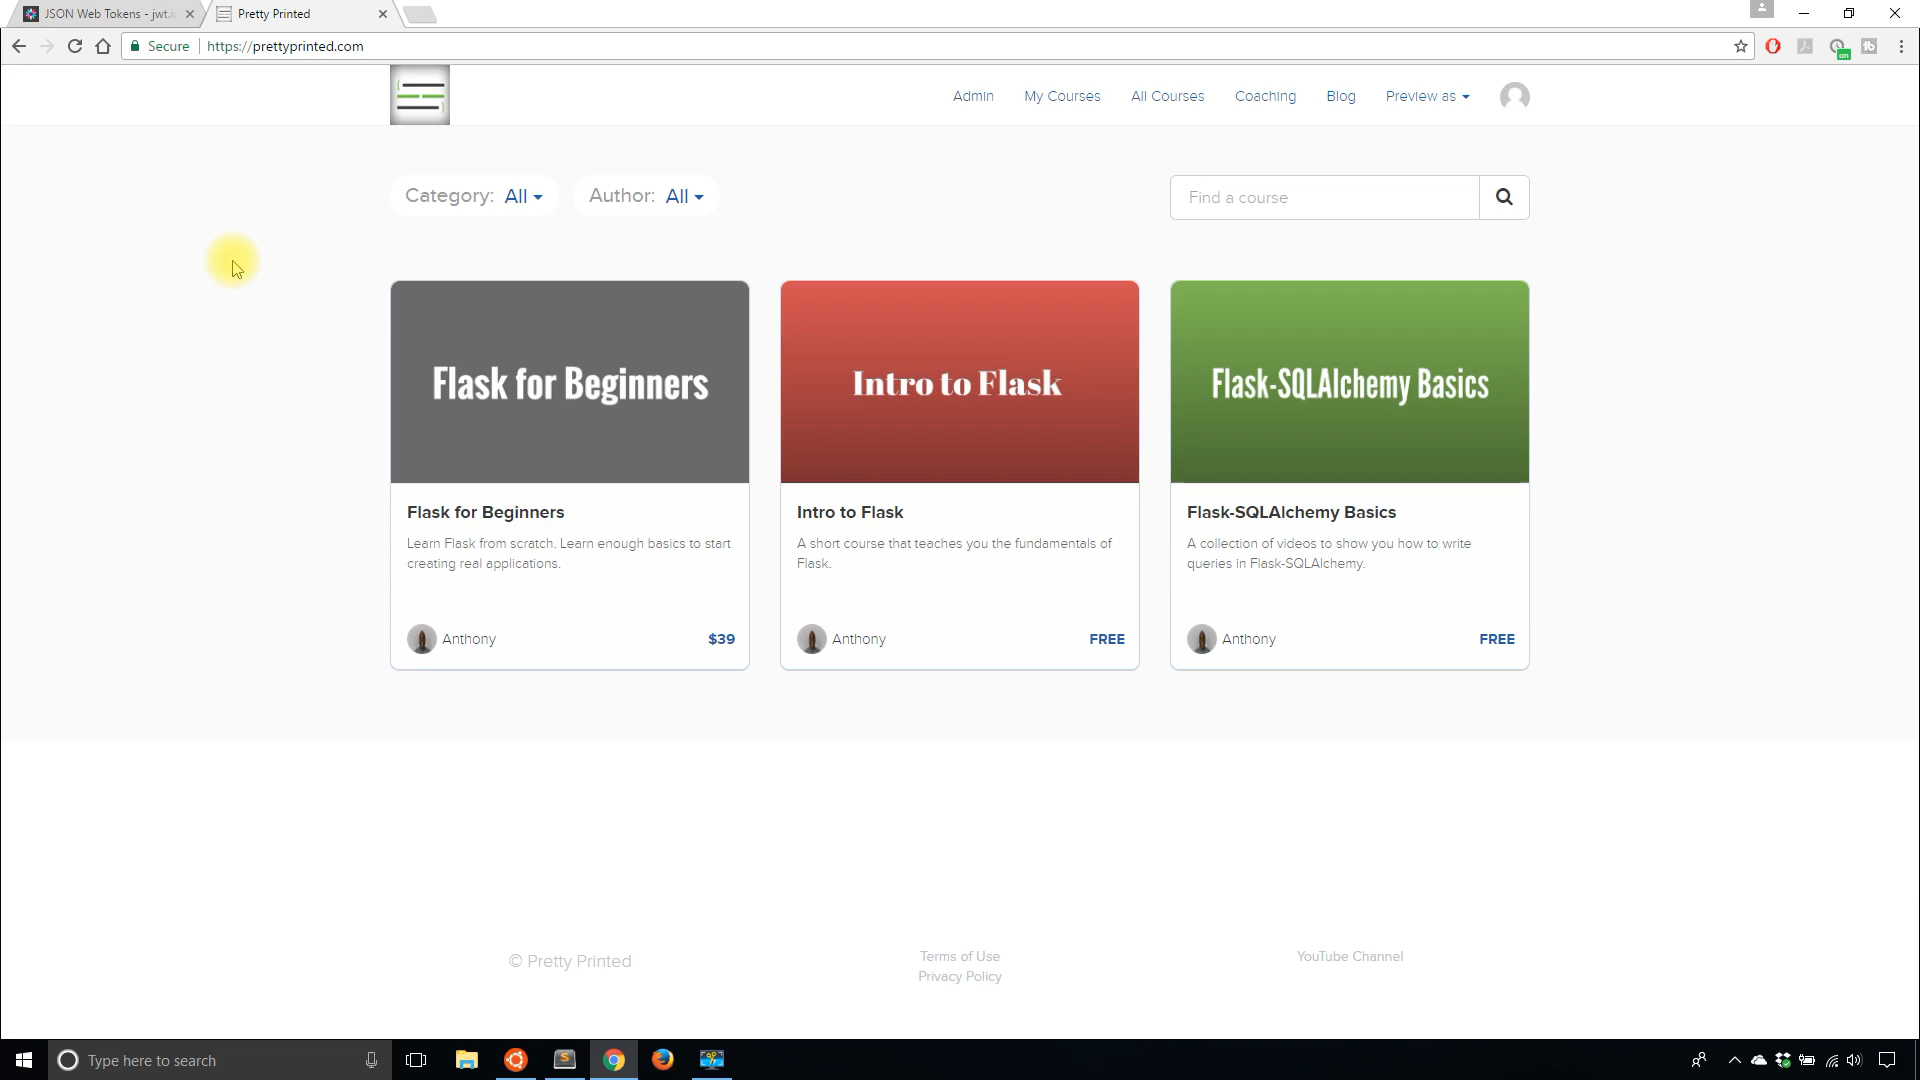 JSON Web Tokens - jwt.i
Pretty Printed
Secure
https://prettyprinted.com
on
Admin
My Courses
All Courses
Coaching
Blog
Preview as
Category: All
Author: All
Find a course
Flask for Beginners
Intro to Flask
Flask-SQLAlchemy Basics
Flask for Beginners
Learn Flask from scratch. Learn enough basics to start
creating real applications.
Anthony
$39
Intro to Flask
A short course that teaches you the fundamentals of
Flask.
Anthony
FREE
Flask-SQLAlchemy Basics
A collection of videos to show you how to write
queries in Flask-SQLAlchemy.
Anthony
FREE
© Pretty Printed
Terms of Use
Privacy Policy
YouTube Channel
Type here to search